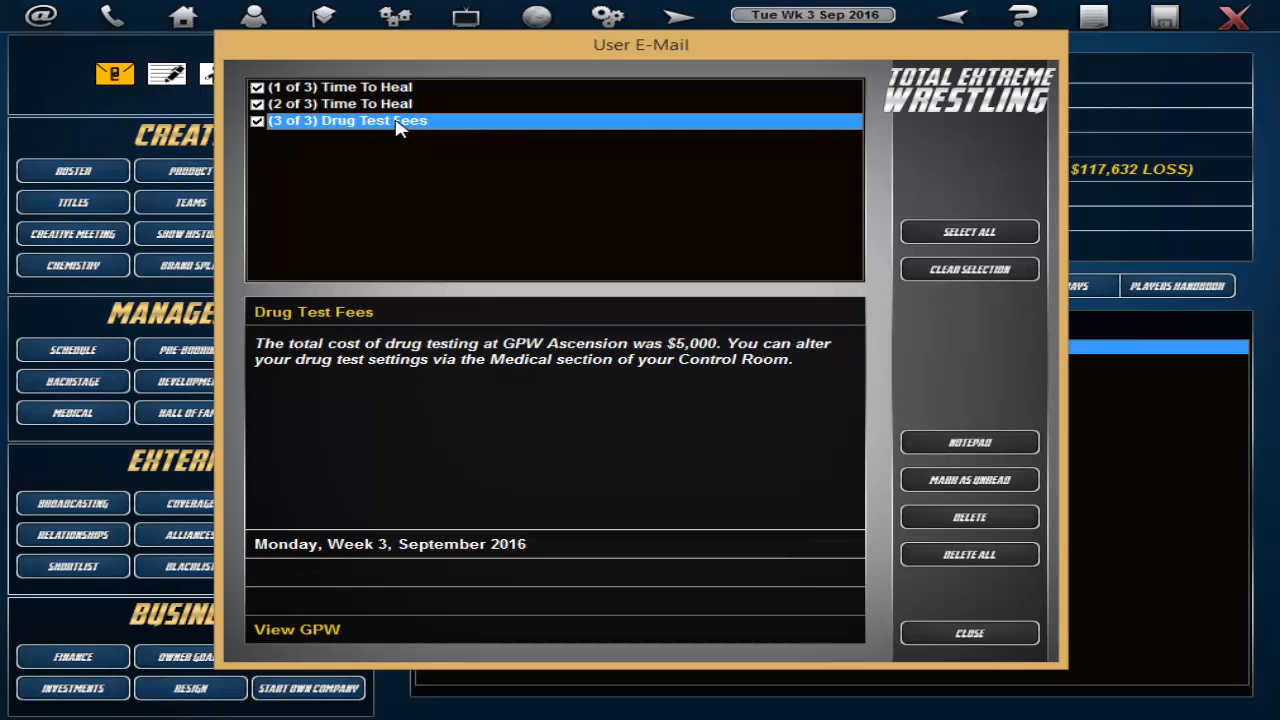 Tue Wk 3 Sep 2016
User E-Mail
(1 of 3) Time To Heal
(2 of 3) Time To Heal
(3 of 3) Drug Test Fees
TOTAL EXTREME
WRESTLING
$117,632 LOSS)
ROSTER
PRODUCT
TITLES
TEAMS
CREATIVE MEETING
SHOW HISTO
CHEMISTRY
BRAND SPL
SELECT ALL
CLEAR SELECTION
AYS
PLAYERS HANDBOOK
CREAT
MANAGE
SCHEDULE
PRE-BOOKIN
BACKSTAGE
DEVELOPME
MEDICAL
HALL OF FAM
Drug Test Fees
The total cost of drug testing at GPW Ascension was $5,000. You can alter
your drug test settings via the Medical section of your Control Room.
NOTEPAD
MARK AS UNREAD
DELETE
DELETE ALL
EXTER
BROADCASTING
COVERAGE
RELATIONSHIPS
ALLIANCES
SHORTLIST
BLACKLIST
Monday, Week 3, September 2016
View GPW
CLOSE
BUSIN
FINANCE
OWNER GOA
INVESTMENTS
RESIGN
START OWN COMPANY